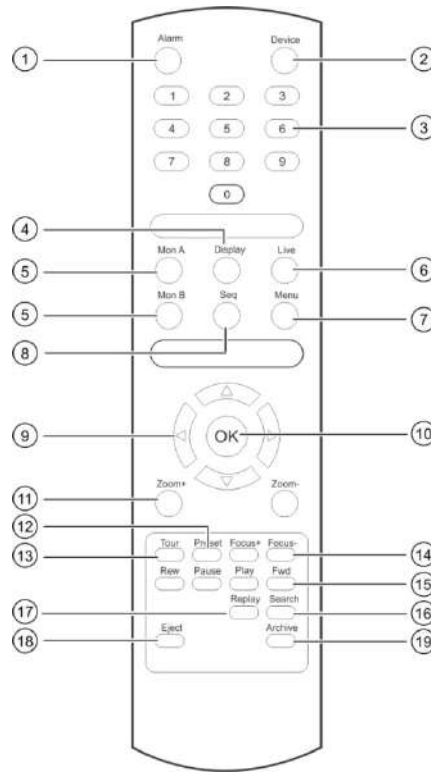 Alarm Device
1 2
1 2 3
4 5 6 3
7 8 9
0
4
Mon A Display Live
5 6
Mon B Seq Menu
5 7
8
9 OK 10
Zoom+ Zoom-
11
12
Tour Preset Focus+ Focus-
13 14
Rew Pause Play Fwd
15
Replay Search
17 16
Eject Archive
18 19